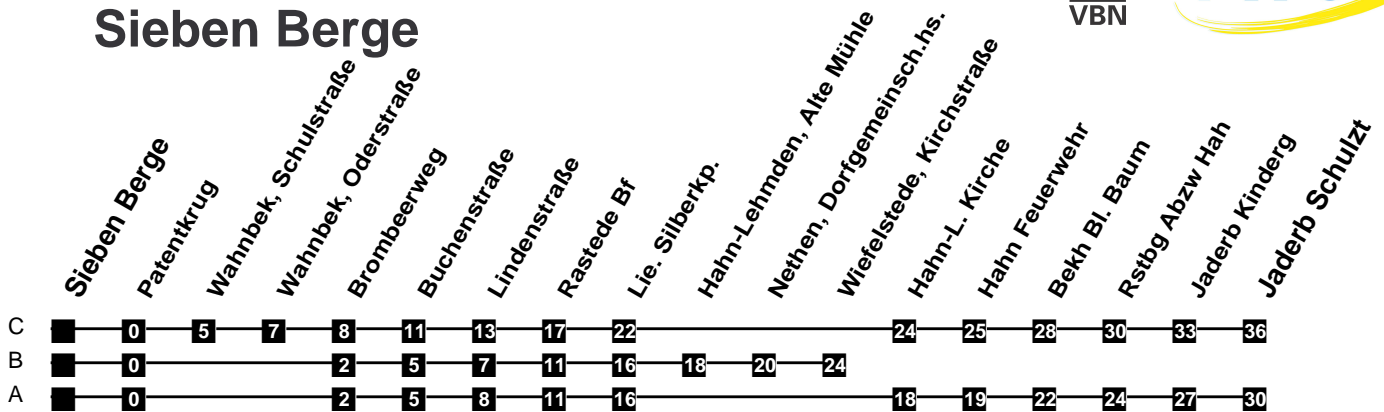 Sieben Berge
VBN
Sieben Berge
Patentkrug
Wahnbek, Schulstraße
Wahnbek, Oderstraße
Brombeerweg
Buchenstraße
Lindenstraße
Rastede Bf
Lie. Silberkp.
Hahn-Lehmden, Alte Mühle
Nethen, Dorfgemeinsch.hs.
Wiefelstede, Kirchstraße
Hahn-L. Kirche
Hahn Feuerwehr
Bekh Bl. Baum
Rstbg Abzw Hah
Jaderb Kinderg
Jaderb Schulzt
C 0 5 7 8 11 13 17 22 24 25 28 30 33 36
B 0 2 5 7 11 16 18 20 24
A 0 2 5 8 11 16 18 19 22 24 27 30